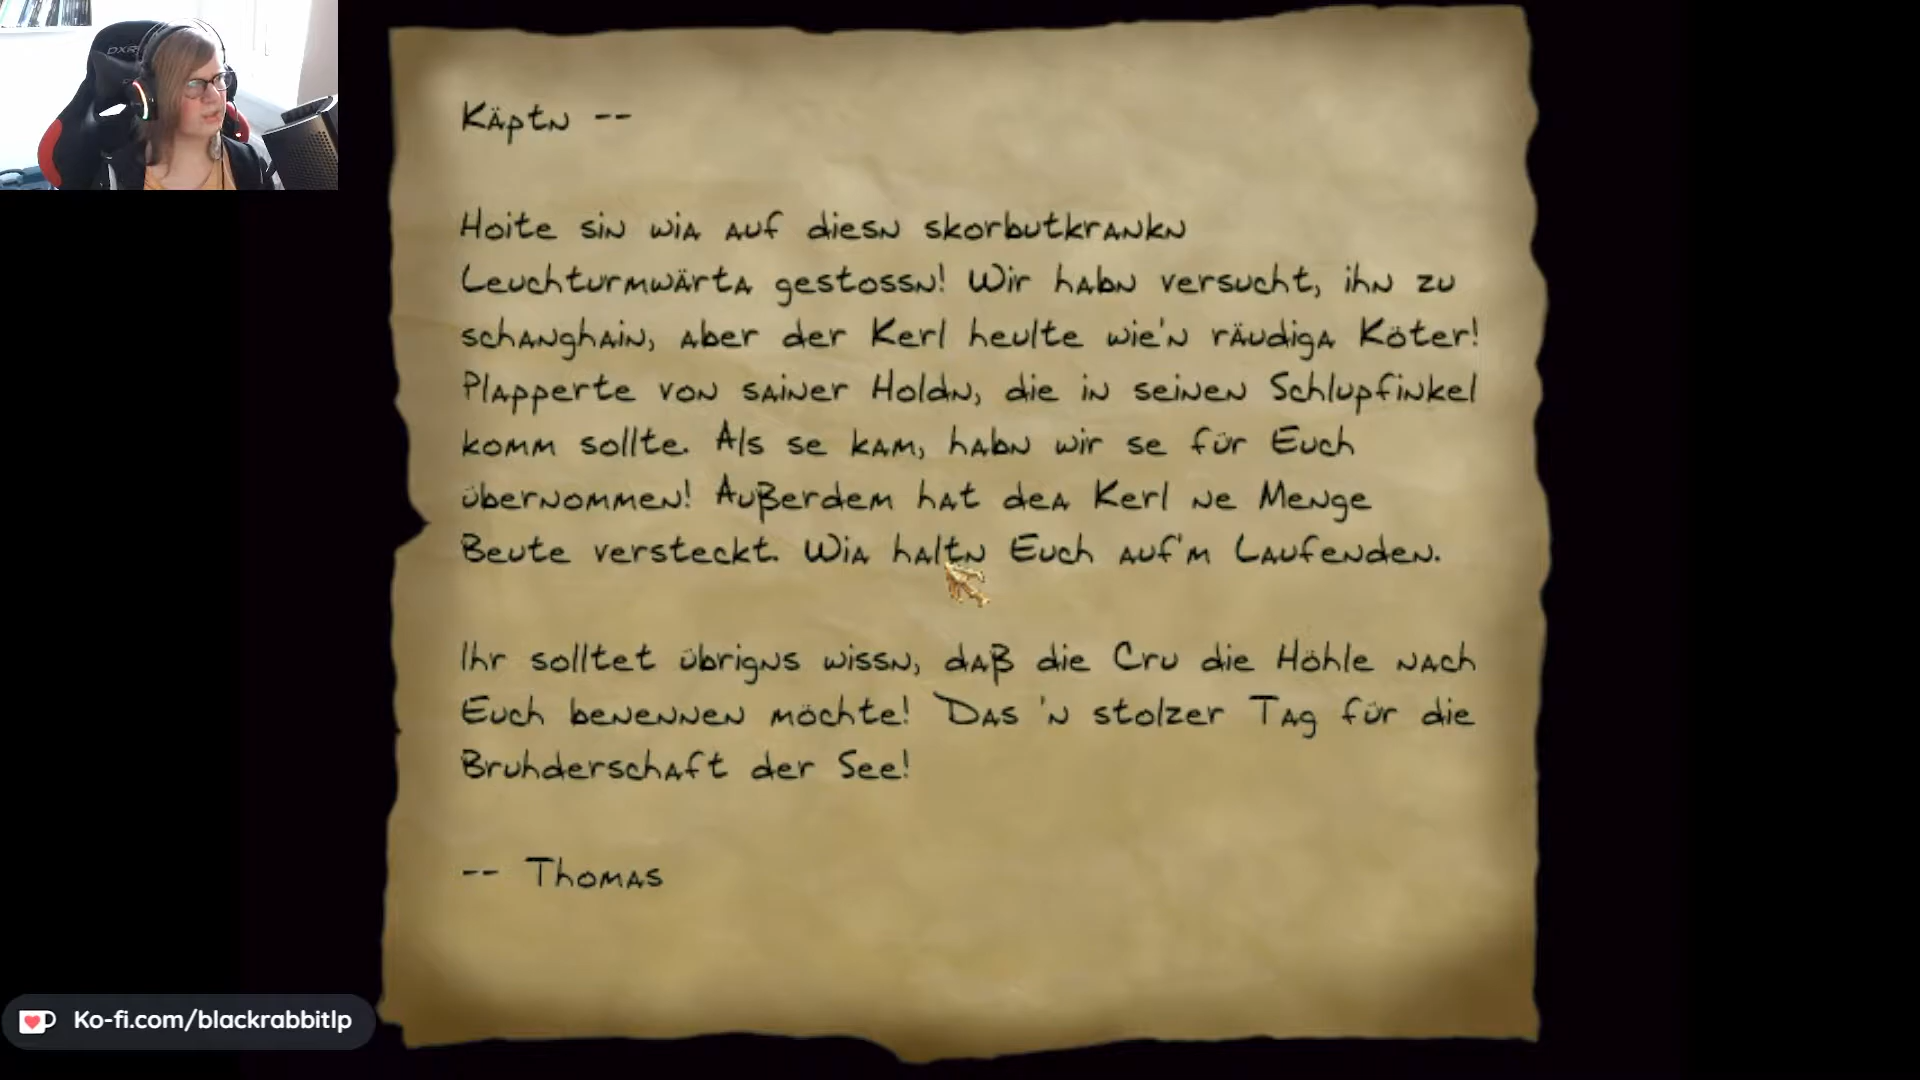 Käptn --
Hoite sin wia auf diesn skorbutkrankn
Leuchturmwärta gestossn! Wir habn versucht, ihn zu
schanghain, aber der Kerl heulte wie'n räudiga Köter!
Plapperte von sainer Holdn, die in seinen Schlupfinkel
komm sollte. Als se kam, habn wir se für Euch
übernommen! Außerdem hat dea Kerl ne Menge
Beute versteckt. Wia haltn Euch auf'm Laufenden.
Ihr solltet übrigns wissn, daß die Cru die Höhle nach
Euch benennen möchte! Das 'n stolzer Tag für die
Bruhderschaft der See!
-- Thomas
Ko-fi.com/blackrabbitlp